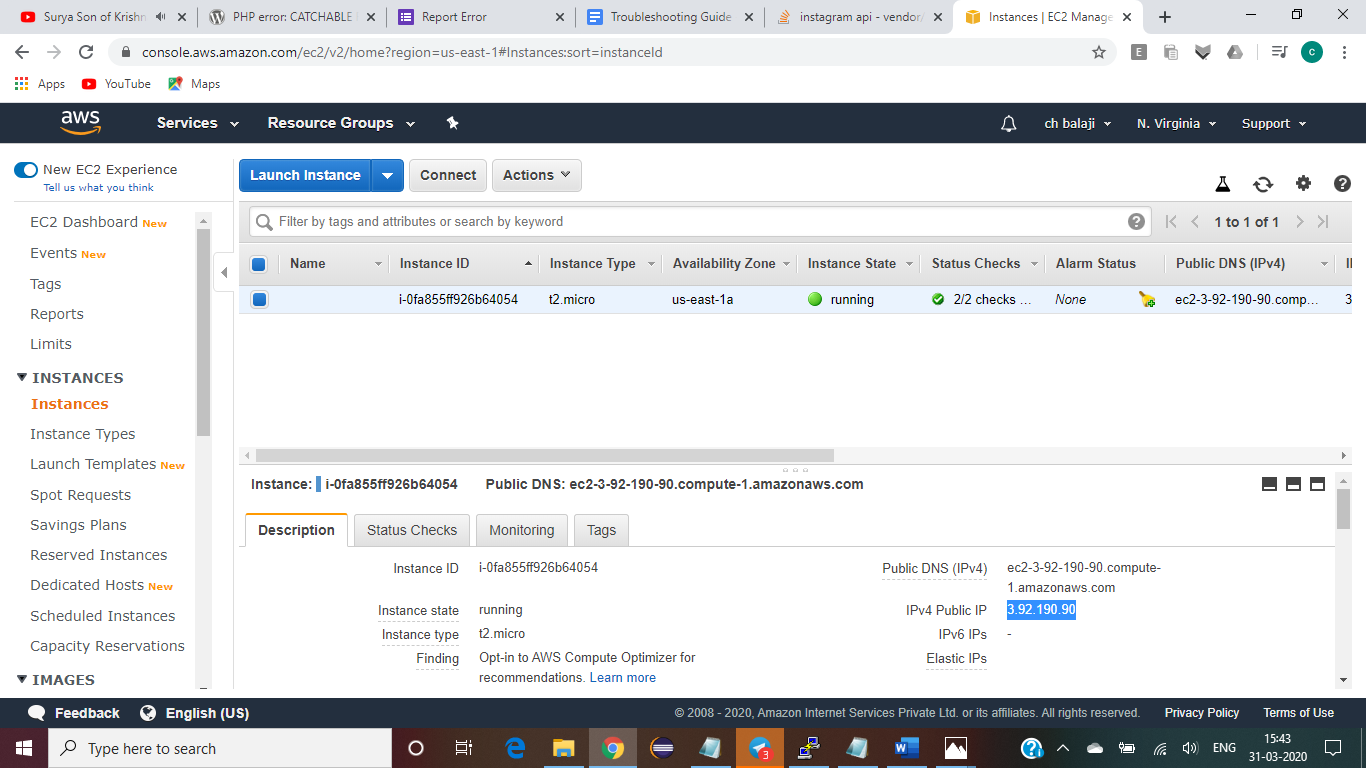 Surya Son of Krishn
PHP error: CATCHABLE
Report Error
Troubleshooting Guide
instagram api - vendor/
Instances | EC2 Manage
console.aws.amazon.com/ec2/v2/home?region=us-east-1#Instances:sort=instanceId
E
c
Apps
YouTube
Maps
aws
Services
Resource Groups
ch balaji
N. Virginia
Support
New EC2 Experience
Tell us what you think
EC2 Dashboard New
Events New
Tags
Reports
Limits
INSTANCES
Instances
Instance Types
Launch Templates New
Spot Requests
Savings Plans
Reserved Instances
Dedicated Hosts New
Scheduled Instances
Capacity Reservations
IMAGES
Launch Instance
Connect
Actions
Filter by tags and attributes or search by keyword
1 to 1 of 1
Name
Instance ID
Instance Type
Availability Zone
Instance State
Status Checks
Alarm Status
Public DNS (IPv4)
i-0fa855ff926b64054
t2.micro
us-east-1a
running
2/2 checks ...
None
ec2-3-92-190-90.comp...
3
Instance: i-0fa855ff926b64054 Public DNS: ec2-3-92-190-90.compute-1.amazonaws.com
Description
Status Checks
Monitoring
Tags
Instance ID i-0fa855ff926b64054
Instance state running
Instance type t2.micro
Finding Opt-in to AWS Compute Optimizer for
recommendations. Learn more
Public DNS (IPv4) ec2-3-92-190-90.compute-
1.amazonaws.com
IPv4 Public IP 3.92.190.90
IPv6 IPs -
Elastic IPs
Feedback
English (US)
© 2008 - 2020, Amazon Internet Services Private Ltd. or its affiliates. All rights reserved.
Privacy Policy
Terms of Use
Type here to search
3
ENG
15:43
31-03-2020